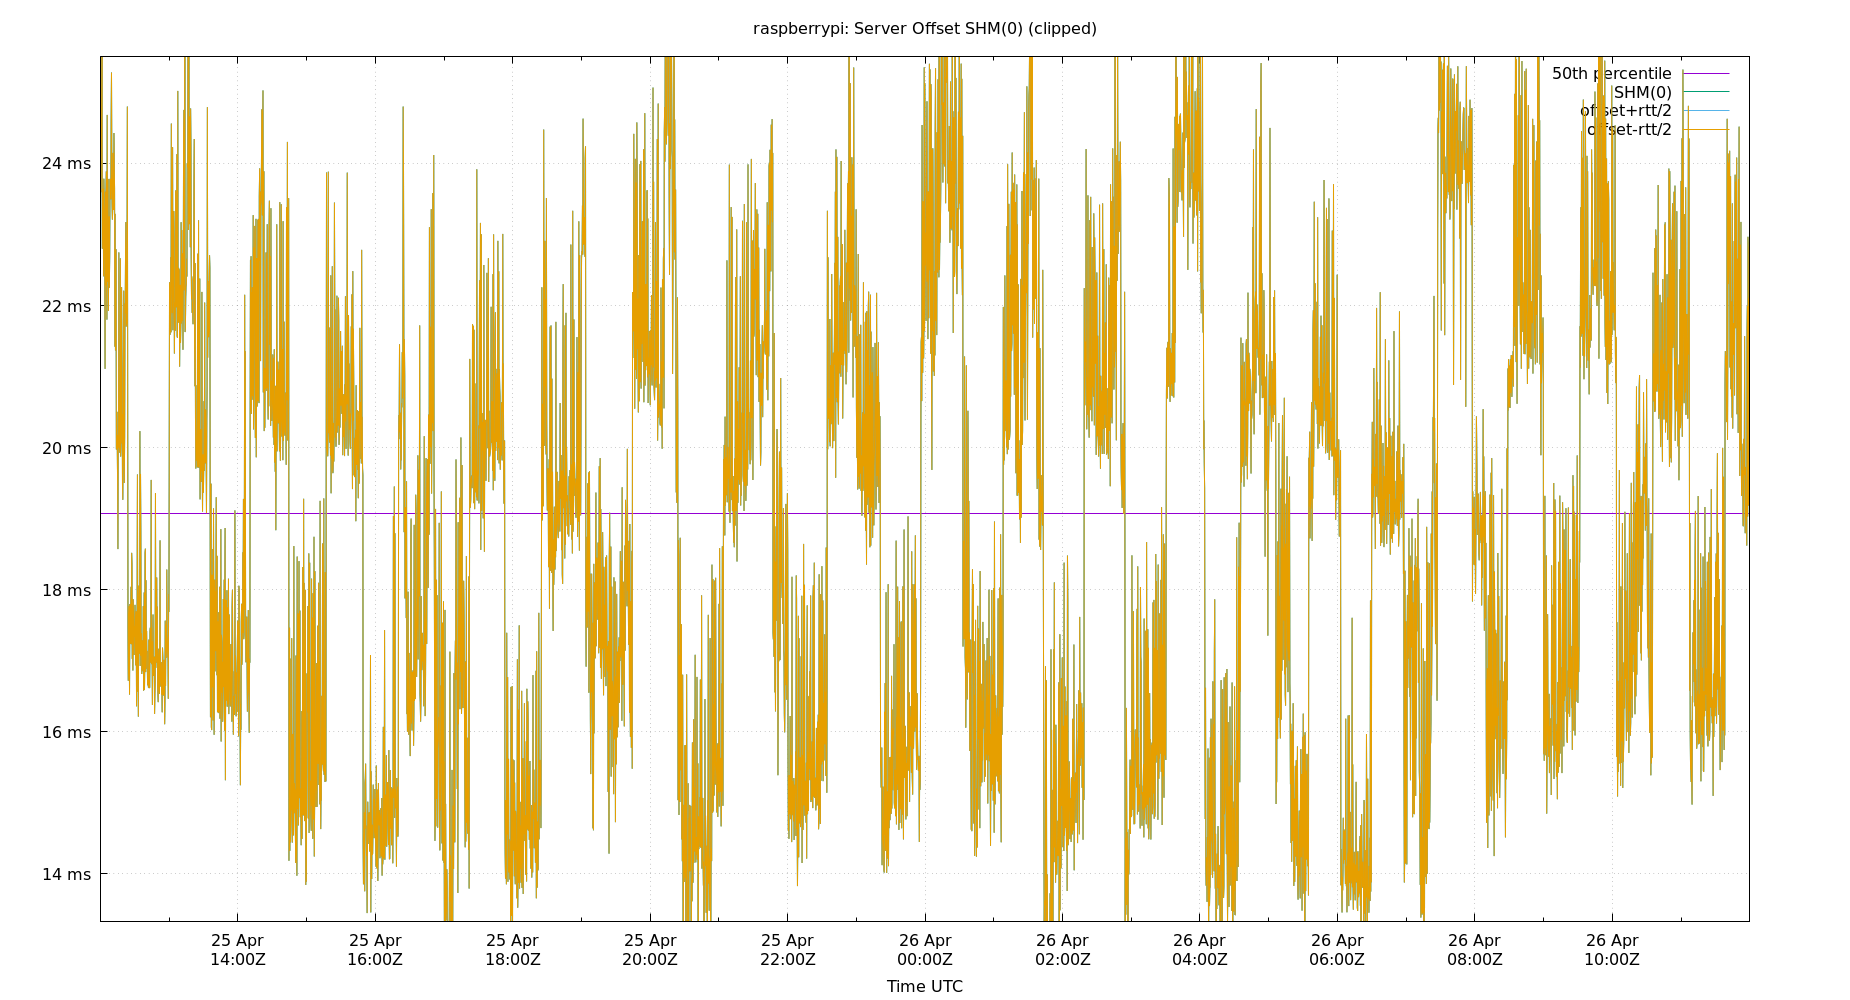 raspberrypi: Server Offset SHM(0) (clipped)
50th percentile
SHM(0)
offset+rtt/2
offset-rtt/2
24 ms
22 ms
20 ms
18 ms
16 ms
14 ms
25 Apr 25 Apr 25 Apr 25 Apr 25 Apr 26 Apr 26 Apr 26 Apr 26 Apr 26 Apr 26 Apr
14:00Z 16:00Z 18:00Z 20:00Z 22:00Z 00:00Z 02:00Z 04:00Z 06:00Z 08:00Z 10:00Z
Time UTC